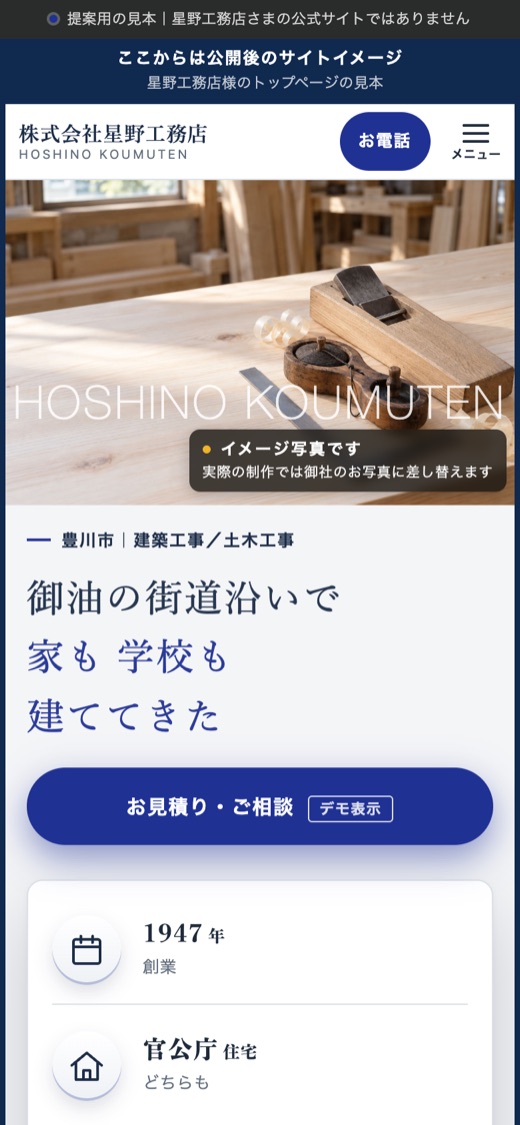 提案用の見本｜星野工務店さまの公式サイトではありません
ここからは公開後のサイトイメージ
星野工務店様のトップページの見本
株式会社星野工務店
HOSHINO KOUMUTEN
お電話
メニュー
HOSHINO KOUMUTEN
イメージ写真です
実際の制作では御社のお写真に差し替えます
豊川市｜建築工事／土木工事
御油の街道沿いで
家も 学校も
建ててきた
お見積り・ご相談 デモ表示
1947 年
創業
官公庁 住宅
どちらも